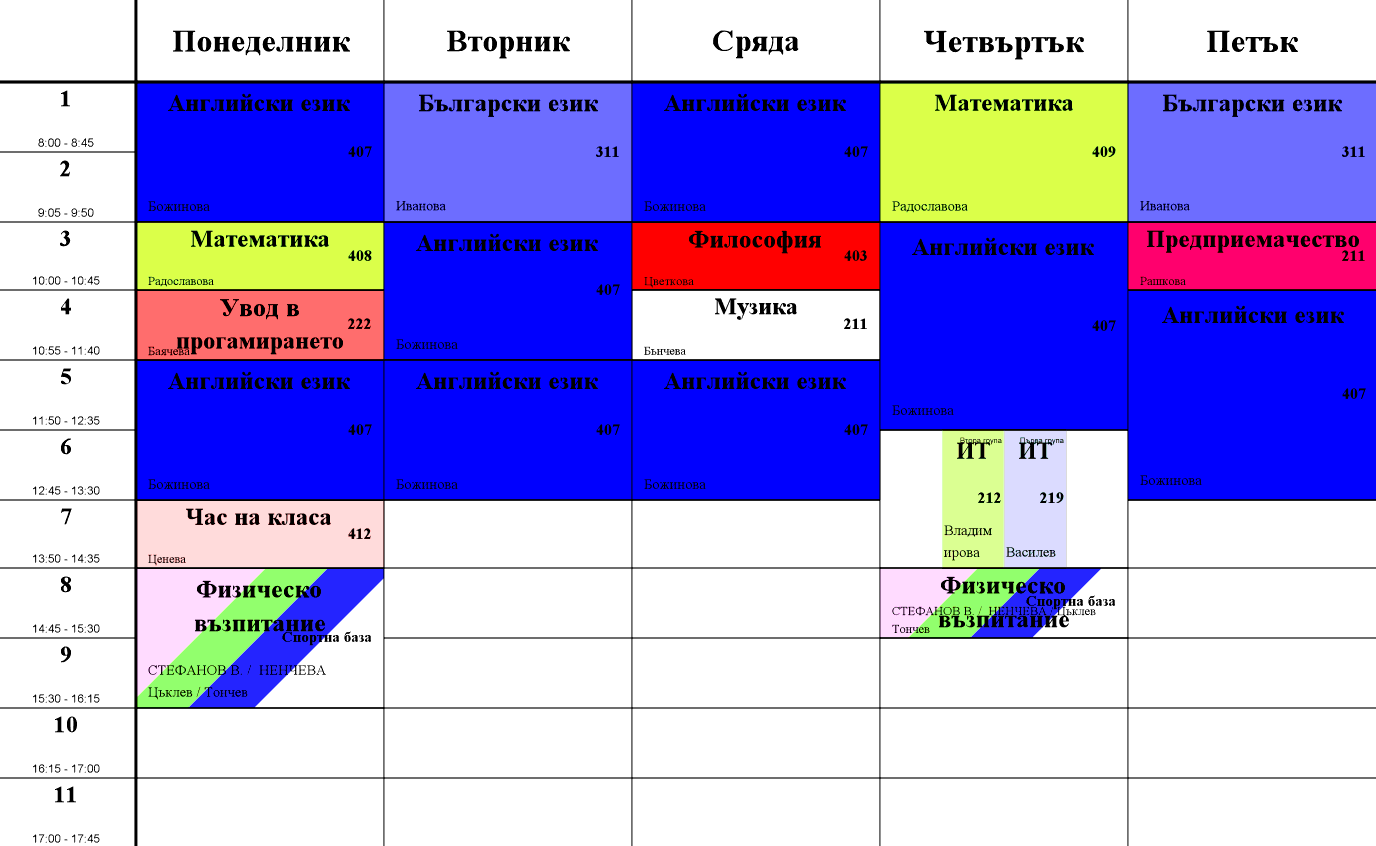 Понеделник
Вторник
Сряда
Четвъртък
Петък
1
8:00 - 8:45
Английски език
407
Божинова
Български език
311
Иванова
Английски език
407
Божинова
Математика
409
Радославова
Български език
311
Иванова
2
9:05 - 9:50
3
10:00 - 10:45
Математика
408
Радославова
Английски език
407
Божинова
Философия
403
Цветкова
Английски език
407
Божинова
Предприемачество
211
Рашкова
4
10:55 - 11:40
Увод в
програмирането
222
Баячева
Музика
211
Бънчева
Английски език
407
Божинова
5
11:50 - 12:35
Английски език
407
Божинова
Английски език
407
Божинова
Английски език
407
Божинова
6
12:45 - 13:30
Втора група
ИТ
212
Владим
ирова
Първа група
ИТ
219
Василев
7
13:50 - 14:35
Час на класа
412
Ценева
8
14:45 - 15:30
Физическо
възпитание
Спортна база
СТЕФАНОВ В. / НЕНЧЕВА
Цъклев / Тончев
Физическо
възпитание
Спортна база
СТЕФАНОВ В. / НЕНЧЕВА / Цъклев
Тончев
9
15:30 - 16:15
10
16:15 - 17:00
11
17:00 - 17:45